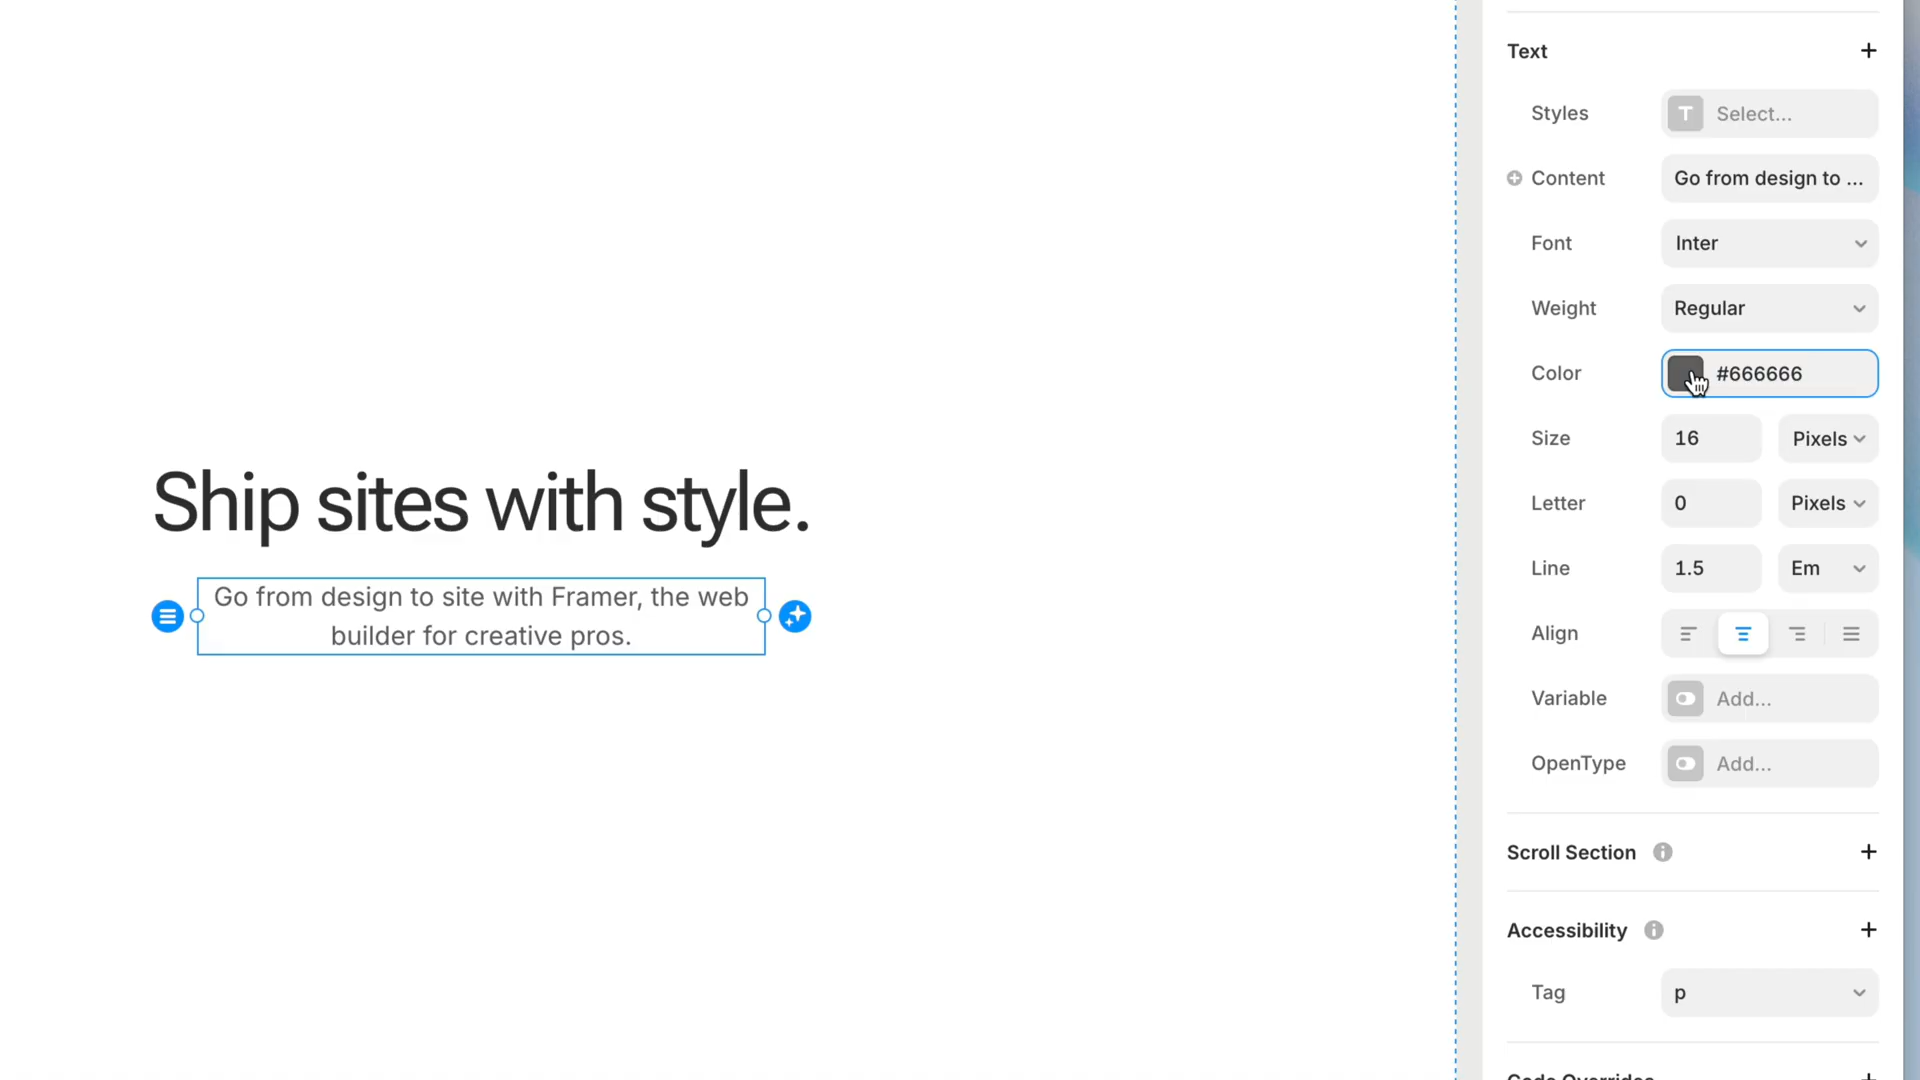 Ship sites with style.
Go from design to site with Framer, the web
builder for creative pros.
Text
Styles Select...
Content Go from design to ...
Font Inter
Weight Regular
Color #666666
Size 16 Pixels
Letter 0 Pixels
Line 1.5 Em
Align
Variable Add...
OpenType Add...
Scroll Section
Accessibility
Tag p
Code Overrides